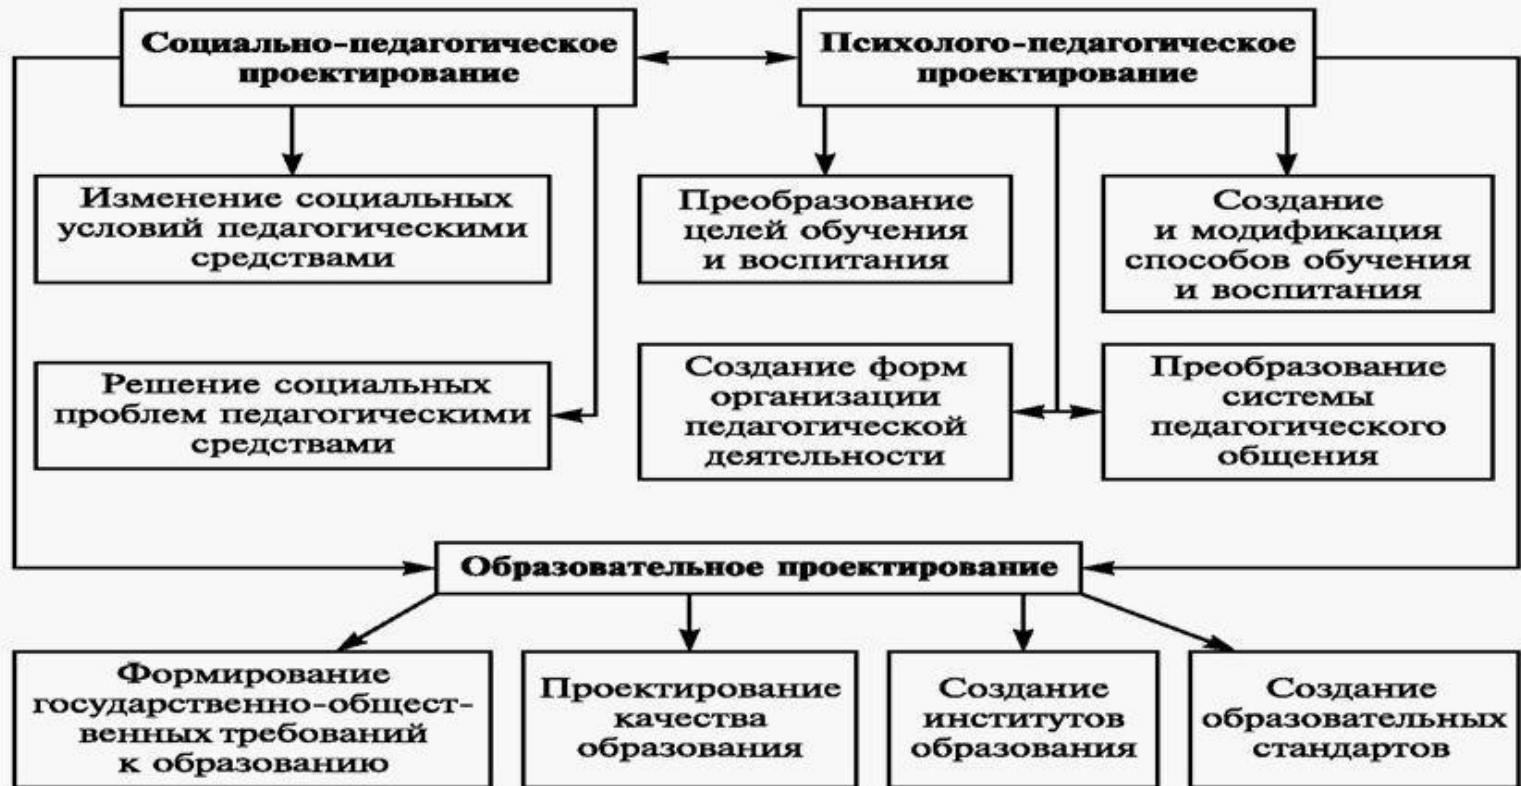 Социально-педагогическое
проектирование
Психолого-педагогическое
проектирование
Изменение социальных
условий педагогическими
средствами
Преобразование
целей обучения
и воспитания
Создание
и модификация
способов обучения
и воспитания
Решение социальных
проблем педагогическими
средствами
Создание форм
организации
педагогической
деятельности
Преобразование
системы
педагогического
общения
Образовательное проектирование
Формирование
государственно-общест-
венных требований
к образованию
Проектирование
качества
образования
Создание
институтов
образования
Создание
образовательных
стандартов